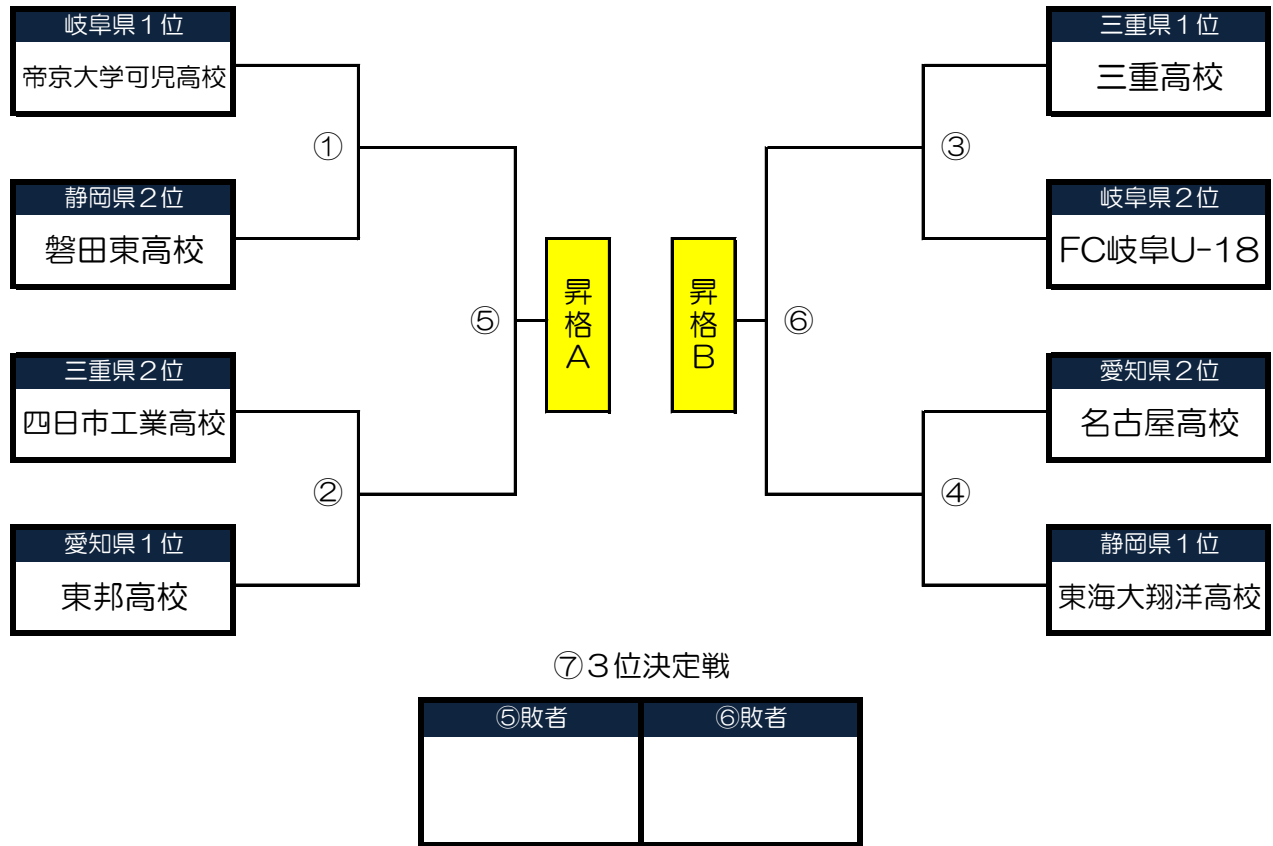 岐阜県１位
帝京大学可児高校
①
静岡県２位
磐田東高校
三重県２位
四日市工業高校
②
愛知県１位
東邦高校
⑤
昇格A
昇格B
⑥
三重県１位
三重高校
③
岐阜県２位
FC岐阜U-18
愛知県２位
名古屋高校
④
静岡県１位
東海大翔洋高校
⑦３位決定戦
⑤敗者
⑥敗者